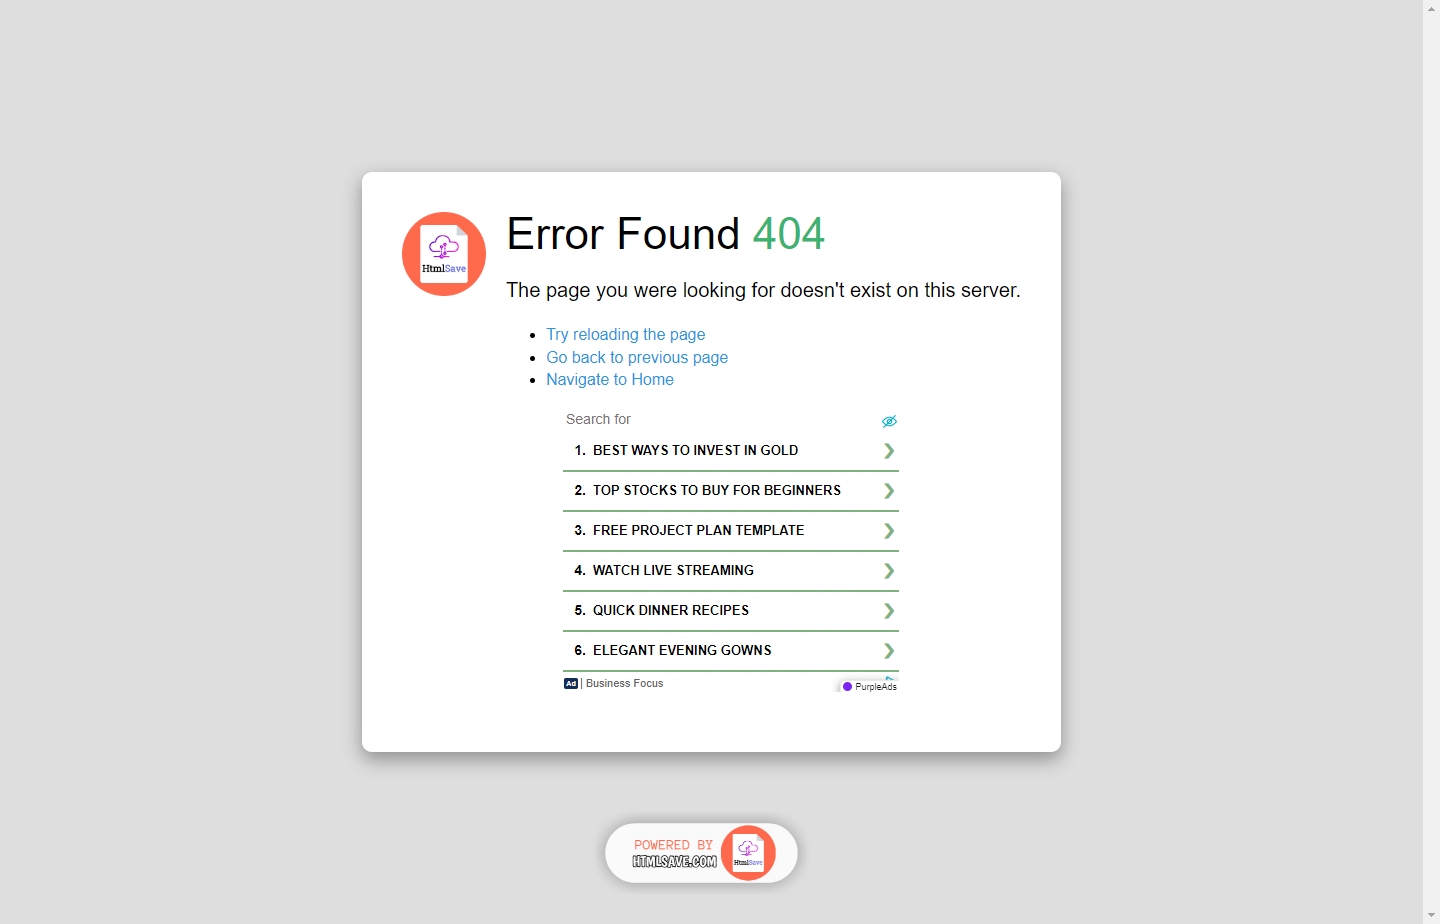 HtmlSave
Error Found 404
The page you were looking for doesn't exist on this server.
Try reloading the page
Go back to previous page
Navigate to Home
Search for
1. BEST WAYS TO INVEST IN GOLD
2. TOP STOCKS TO BUY FOR BEGINNERS
3. FREE PROJECT PLAN TEMPLATE
4. WATCH LIVE STREAMING
5. QUICK DINNER RECIPES
6. ELEGANT EVENING GOWNS
Ad | Business Focus
PurpleAds
POWERED BY
HTMLSAVE.COM
HtmlSave